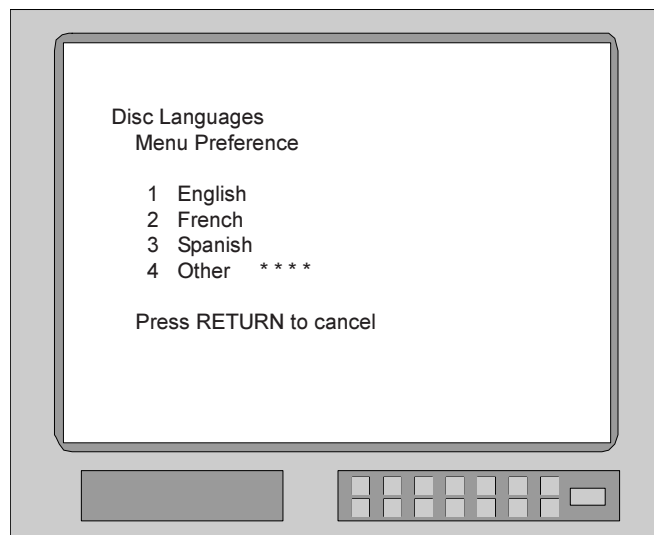 Disc Languages
Menu Preference
1 English
2 French
3 Spanish
4 Other * * * *
Press RETURN to cancel